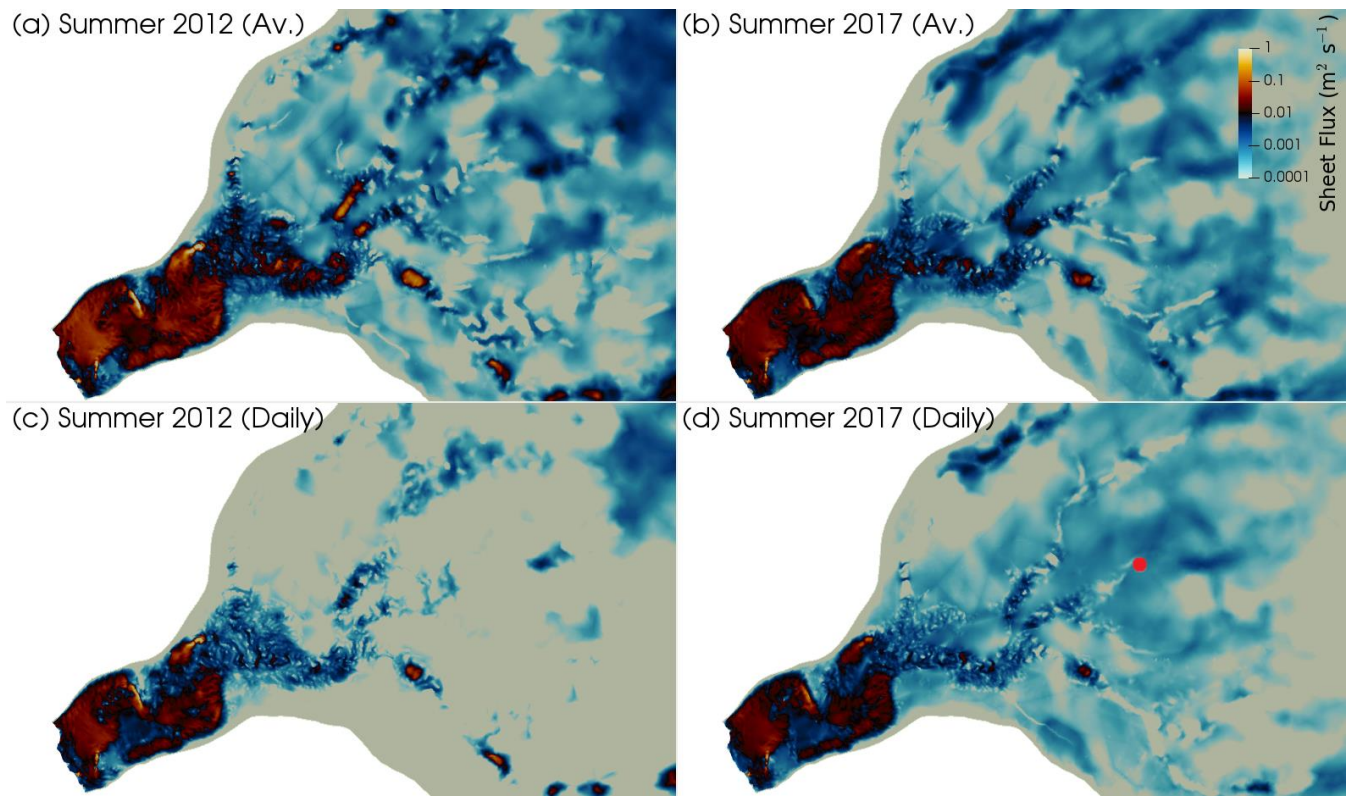 (a) Summer 2012 (Av.)
(b) Summer 2017 (Av.)
1
0.1
0.01
0.001
0.0001
Sheet Flux (m² s⁻¹)
(c) Summer 2012 (Daily)
(d) Summer 2017 (Daily)